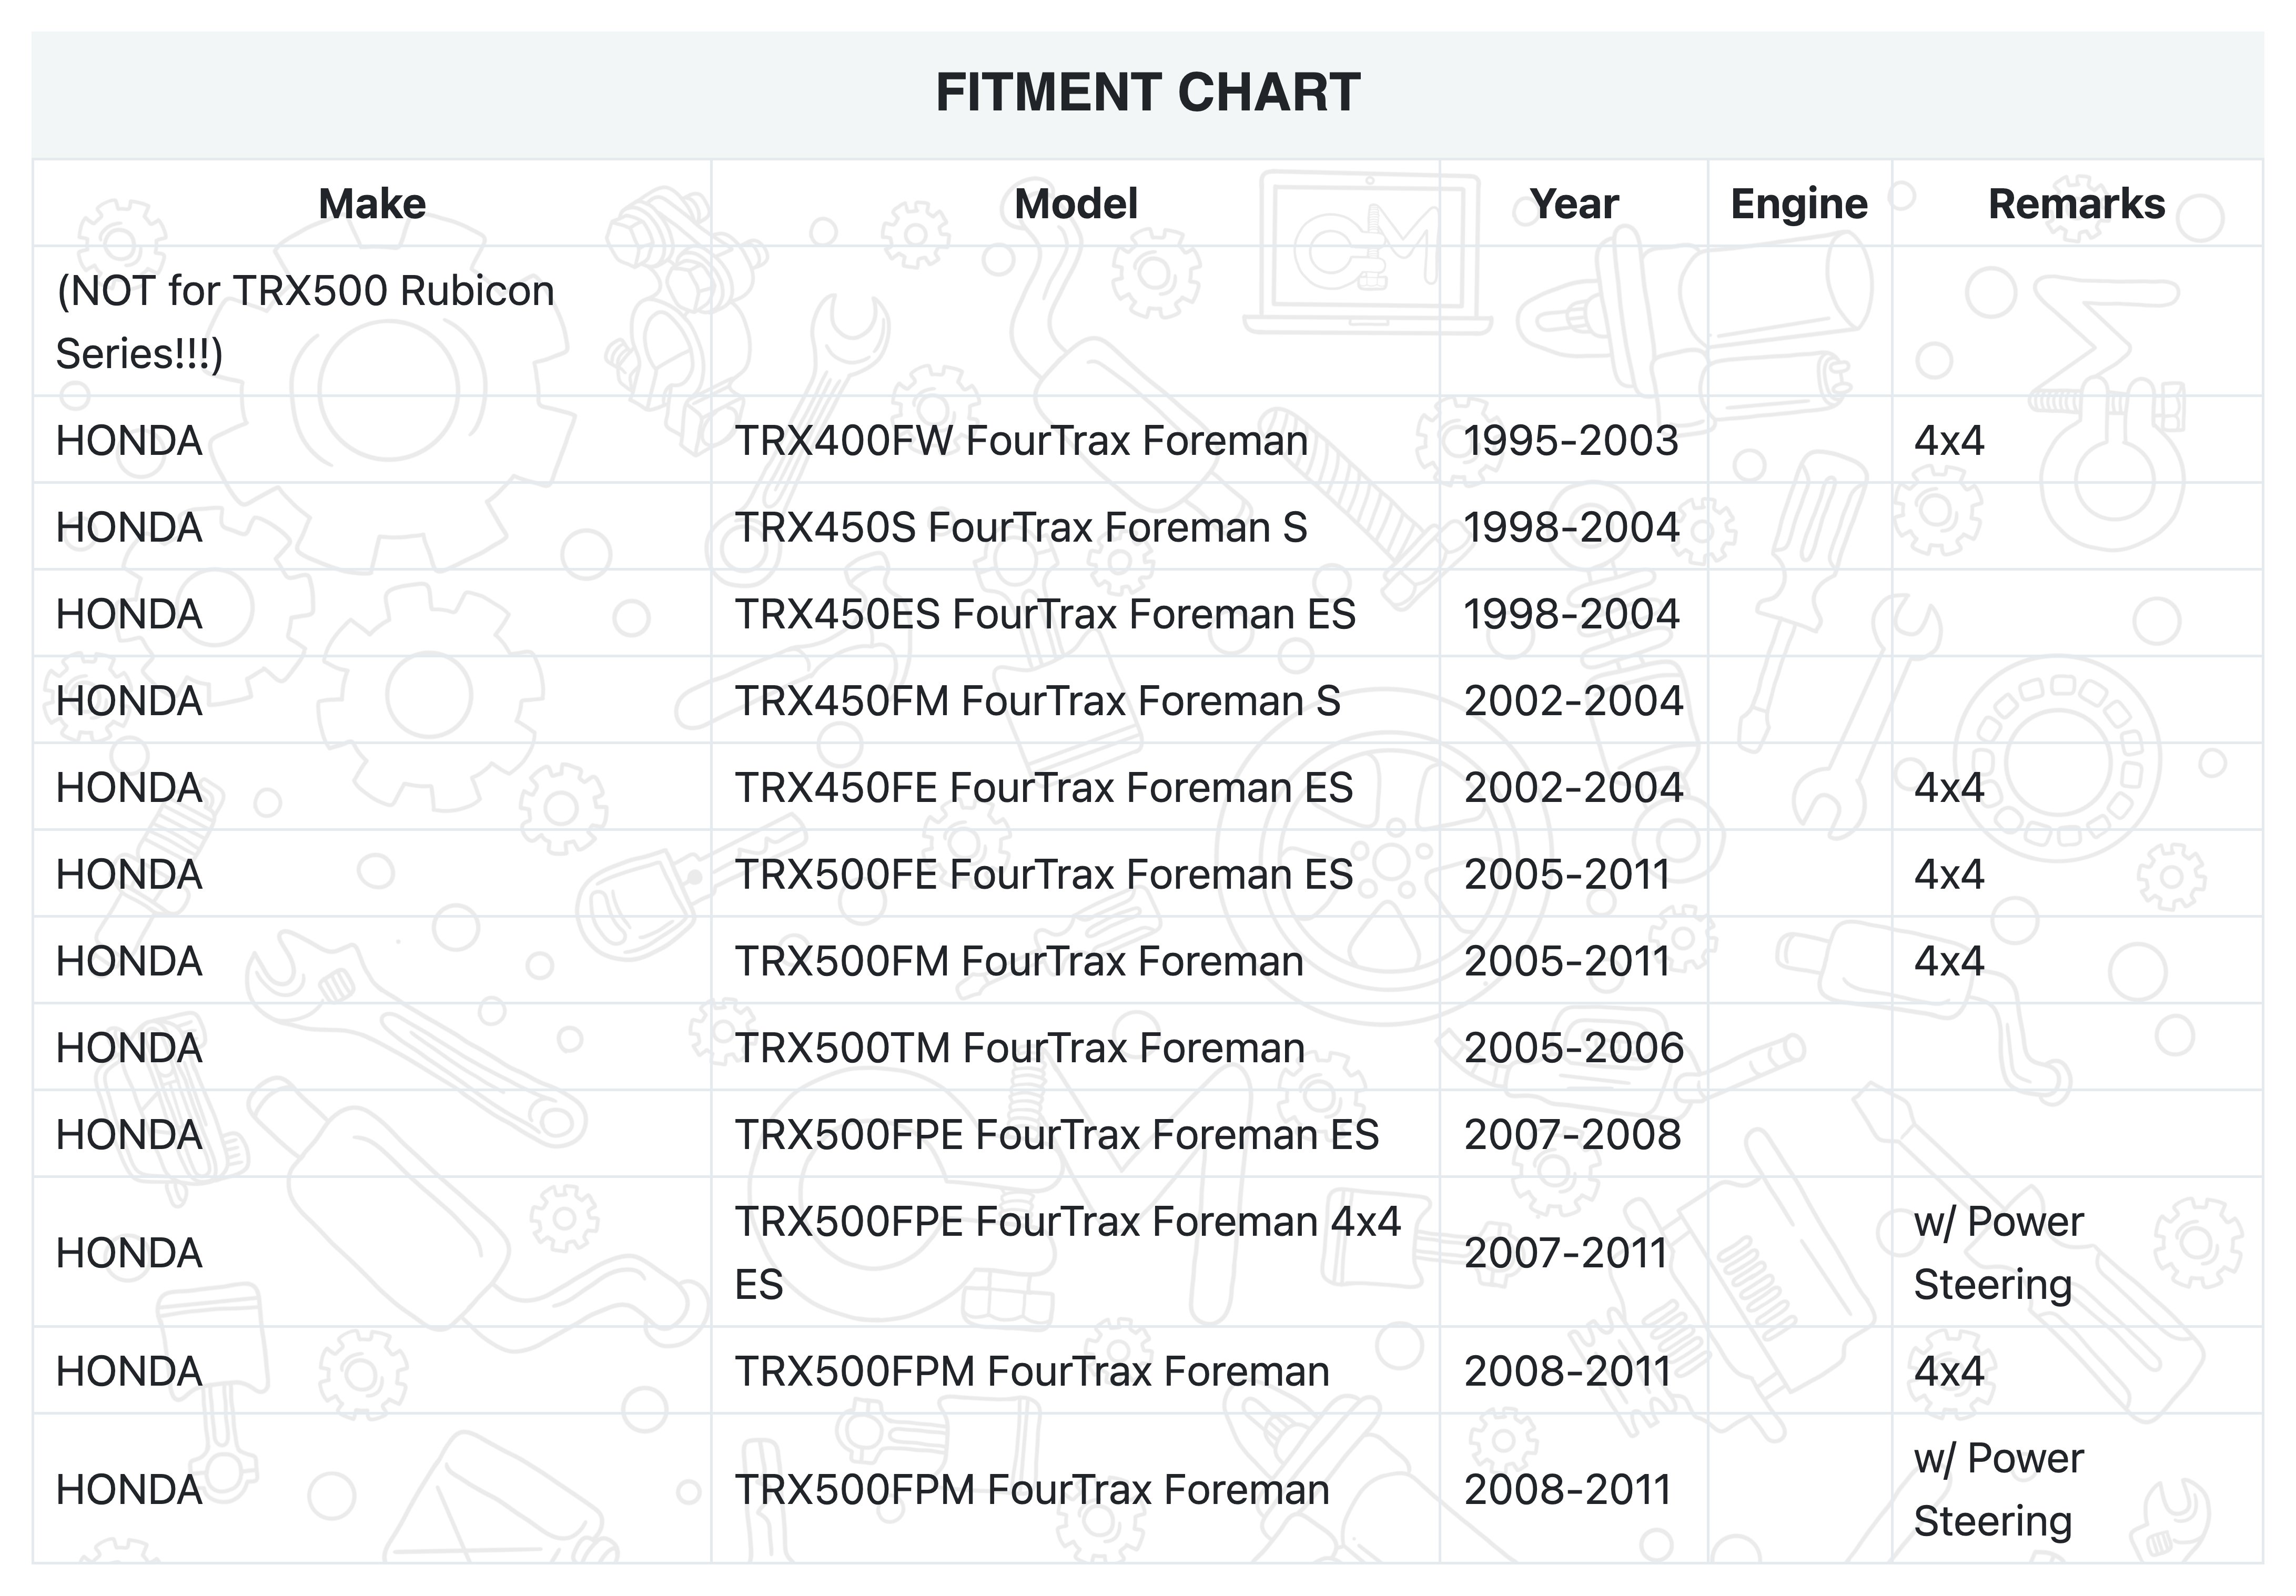 FITMENT CHART
Make Model Year Engine Remarks
(NOT for TRX500 Rubicon
Series!!!)
HONDA TRX400FW FourTrax Foreman 1995-2003 4x4
HONDA TRX450S FourTrax Foreman S 1998-2004
HONDA TRX450ES FourTrax Foreman ES 1998-2004
HONDA TRX450FM FourTrax Foreman S 2002-2004
HONDA TRX450FE FourTrax Foreman ES 2002-2004 4x4
HONDA TRX500FE FourTrax Foreman ES 2005-2011 4x4
HONDA TRX500FM FourTrax Foreman 2005-2011 4x4
HONDA TRX500TM FourTrax Foreman 2005-2006
HONDA TRX500FPE FourTrax Foreman ES 2007-2008
HONDA TRX500FPE FourTrax Foreman 4x4
ES 2007-2011 w/ Power
Steering
HONDA TRX500FPM FourTrax Foreman 2008-2011 4x4
HONDA TRX500FPM FourTrax Foreman 2008-2011 w/ Power
Steering